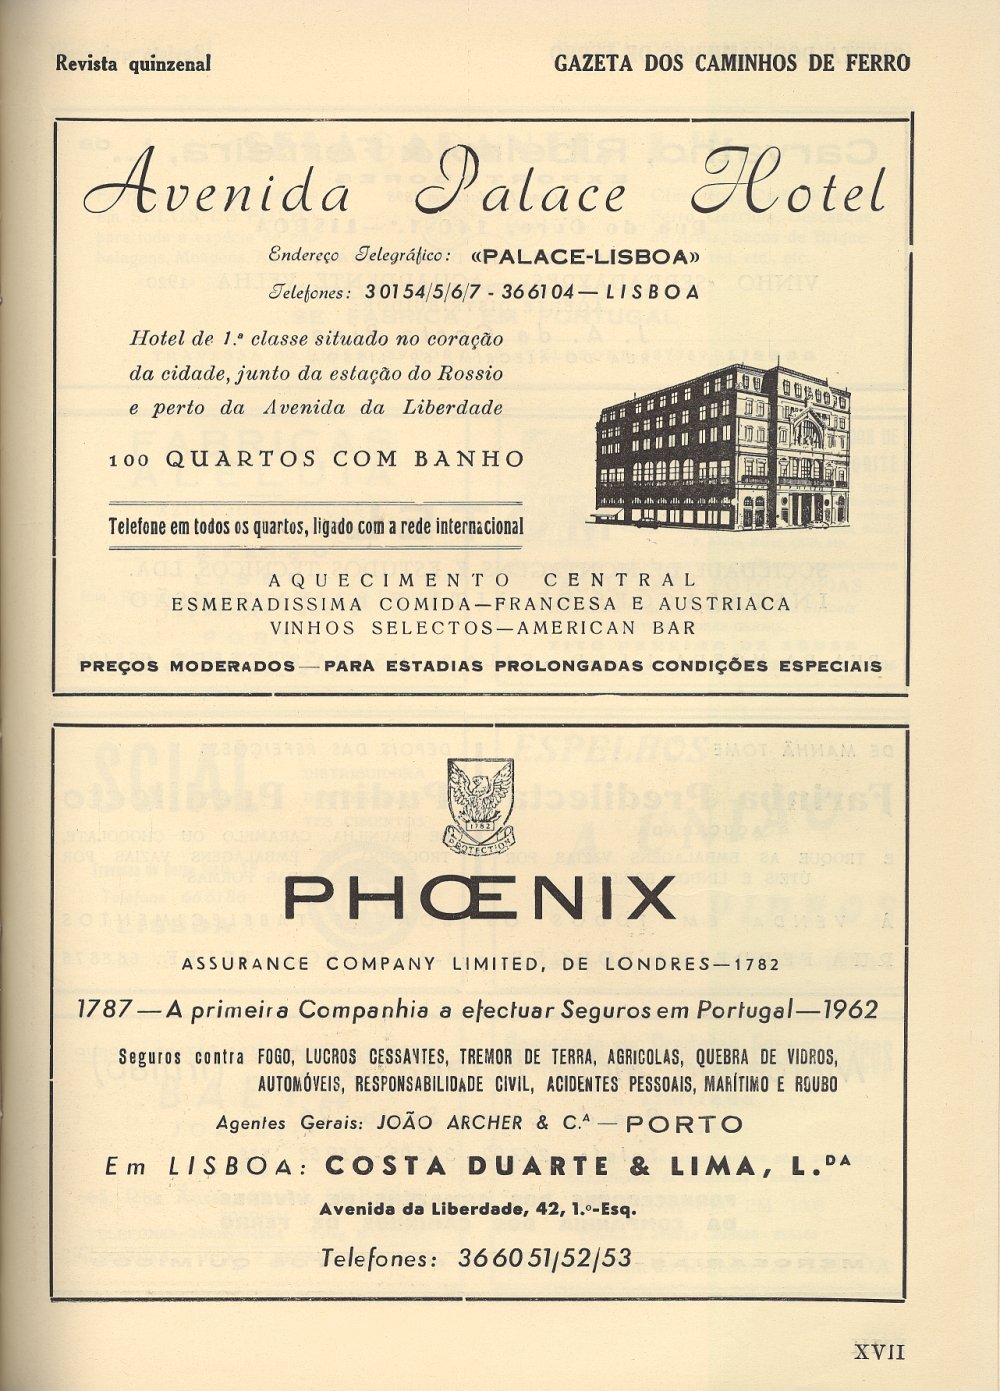 Revista quinzenal
GAZETA DOS CAMINHOS DE FERRO
Avenida Palace Hotel
Endereço Telegráfico: «PALACE-LISBOA»
Telefones: 30154/5/6/7 - 366104 — LISBOA
Hotel de 1.ª classe situado no coração
da cidade, junto da estação do Rossio
e perto da Avenida da Liberdade
100 QUARTOS COM BANHO
Telefone em todos os quartos, ligado com a rede internacional
AQUECIMENTO CENTRAL
ESMERADISSIMA COMIDA—FRANCESA E AUSTRIACA
VINHOS SELECTOS—AMERICAN BAR
PREÇOS MODERADOS — PARA ESTADIAS PROLONGADAS CONDIÇÕES ESPECIAIS
1782
PROTECTION
PHŒNIX
ASSURANCE COMPANY LIMITED, DE LONDRES—1782
1787 — A primeira Companhia a efectuar Seguros em Portugal — 1962
Seguros contra FOGO, LUCROS CESSANTES, TREMOR DE TERRA, AGRICOLAS, QUEBRA DE VIDROS,
AUTOMÓVEIS, RESPONSABILIDADE CIVIL, ACIDENTES PESSOAIS, MARÍTIMO E ROUBO
Agentes Gerais: JOÃO ARCHER & C.ᴬ — PORTO
Em LISBOA: COSTA DUARTE & LIMA, L.ᴰᴬ
Avenida da Liberdade, 42, 1.º-Esq.
Telefones: 366051/52/53
XVII